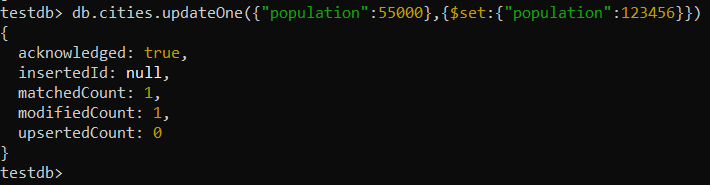 testdb> db.cities.updateOne({"population":55000},{$set:{"population":123456}})
{
  acknowledged: true,
  insertedId: null,
  matchedCount: 1,
  modifiedCount: 1,
  upsertedCount: 0
}
testdb>